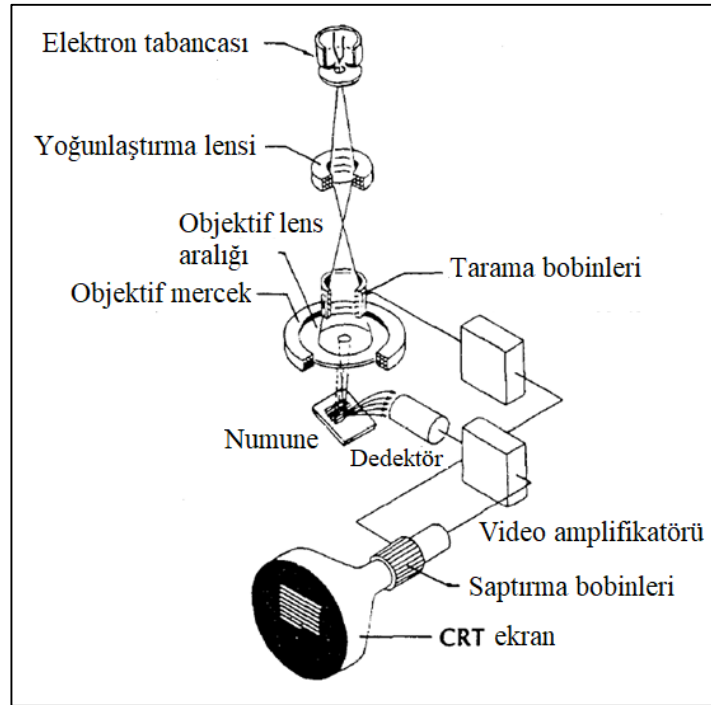 Elektron tabancası
Yoğunlaştırma lensi
Objektif lens
aralığı
Tarama bobinleri
Objektif mercek
Numune
Dedektör
Video amplifikatörü
Saptırma bobinleri
CRT ekran